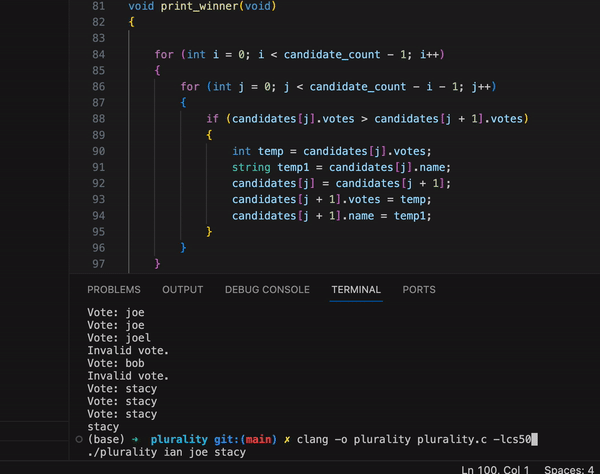 81 void print_winner(void)
82 {
83
84 for (int i = 0; i < candidate_count - 1; i++)
85 {
86 for (int j = 0; j < candidate_count - i - 1; j++)
87 {
88 if (candidates[j].votes > candidates[j + 1].votes)
89 {
90 int temp = candidates[j].votes;
91 string temp1 = candidates[j].name;
92 candidates[j] = candidates[j + 1];
93 candidates[j + 1].votes = temp;
94 candidates[j + 1].name = temp1;
95 }
96 }
97 }
PROBLEMS OUTPUT DEBUG CONSOLE TERMINAL PORTS
Vote: joe
Vote: joe
Vote: joel
Invalid vote.
Vote: bob
Invalid vote.
Vote: stacy
Vote: stacy
Vote: stacy
stacy
(base) ➜ plurality git:(main) ✗ clang -o plurality plurality.c -lcs50
./plurality ian joe stacy
Ln 100, Col 1 Spaces: 4